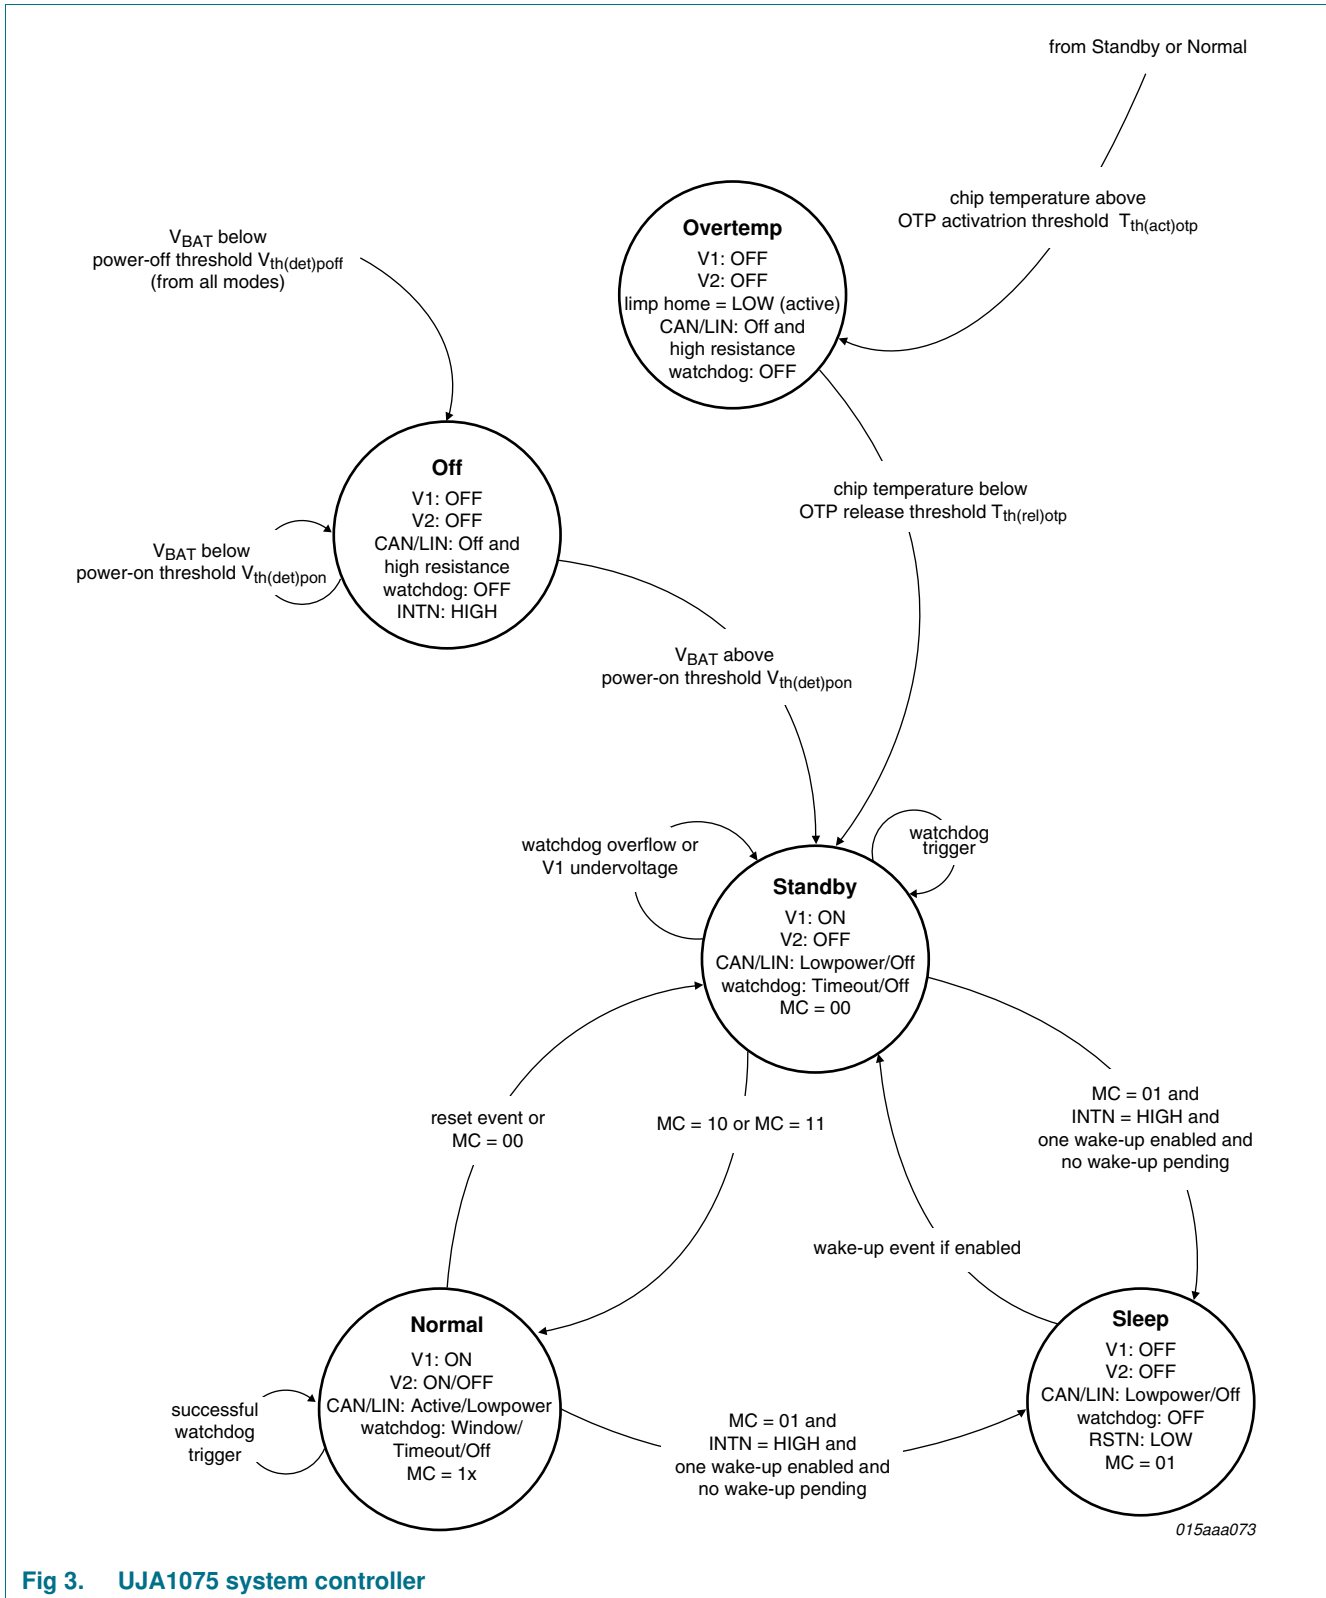 from Standby or Normal
chip temperature above
OTP activatrion threshold Tth(act)otp
Overtemp
V1: OFF
V2: OFF
limp home = LOW (active)
CAN/LIN: Off and
high resistance
watchdog: OFF
VBAT below
power-off threshold Vth(det)poff
(from all modes)
Off
V1: OFF
V2: OFF
CAN/LIN: Off and
high resistance
watchdog: OFF
INTN: HIGH
VBAT below
power-on threshold Vth(det)pon
chip temperature below
OTP release threshold Tth(rel)otp
VBAT above
power-on threshold Vth(det)pon
watchdog overflow or
V1 undervoltage
watchdog
trigger
Standby
V1: ON
V2: OFF
CAN/LIN: Lowpower/Off
watchdog: Timeout/Off
MC = 00
reset event or
MC = 00
MC = 10 or MC = 11
MC = 01 and
INTN = HIGH and
one wake-up enabled and
no wake-up pending
wake-up event if enabled
Normal
V1: ON
V2: ON/OFF
CAN/LIN: Active/Lowpower
watchdog: Window/
Timeout/Off
MC = 1x
successful
watchdog
trigger
MC = 01 and
INTN = HIGH and
one wake-up enabled and
no wake-up pending
Sleep
V1: OFF
V2: OFF
CAN/LIN: Lowpower/Off
watchdog: OFF
RSTN: LOW
MC = 01
015aaa073
Fig 3. UJA1075 system controller